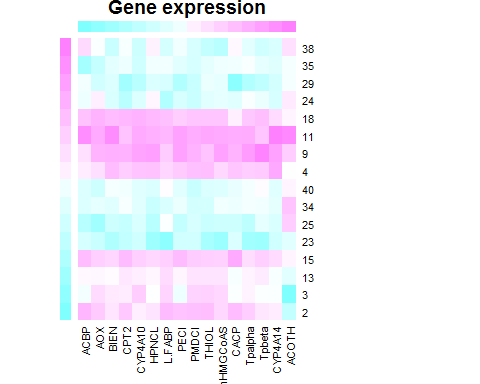 Gene expression
38
35
29
24
18
11
9
4
40
34
25
23
15
13
3
2
ACBP
AOX
BIEN
CPT2
CYP4A10
HPNCL
L.FABP
PECI
PMDCI
THIOL
mHMGCoAS
CACP
Tpalpha
Tpbeta
CYP4A14
ACOTH